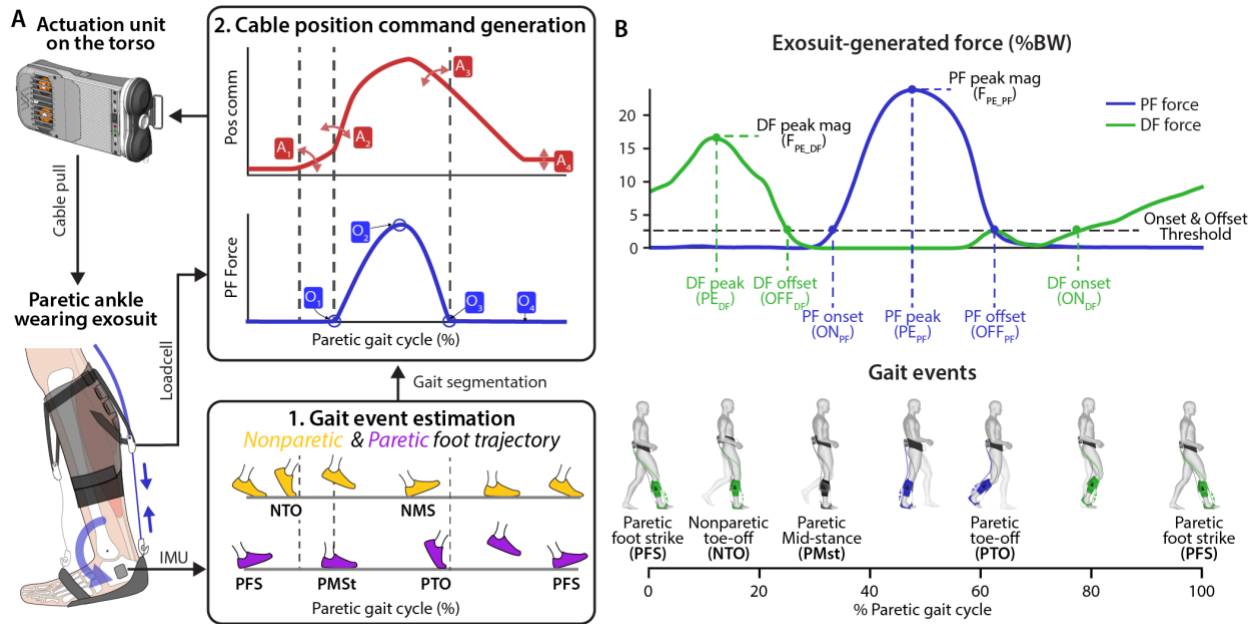 A
Actuation unit
on the torso
Cable pull
Paretic ankle
wearing exosuit
Loadcell
IMU
2. Cable position command generation
Pos comm
A1
A2
A3
A4
PF Force
O1
O2
O3
O4
Paretic gait cycle (%)
Gait segmentation
1. Gait event estimation
Nonparetic & Paretic foot trajectory
NTO
NMS
PFS
PMSt
PTO
PFS
Paretic gait cycle (%)
B
Exosuit-generated force (%BW)
20
15
10
5
0
DF peak mag
(FPE_DF)
PF peak mag
(FPE_PF)
PF force
DF force
Onset & Offset
Threshold
DF peak
(PEDF)
DF offset
(OFFDF)
DF onset
(ONDF)
PF onset
(ONPF)
PF peak
(PEPF)
PF offset
(OFFPF)
Gait events
Paretic
foot strike
(PFS)
Nonparetic
toe-off
(NTO)
Paretic
Mid-stance
(PMSt)
Paretic
toe-off
(PTO)
Paretic
foot strike
(PFS)
0
20
40
60
80
100
% Paretic gait cycle